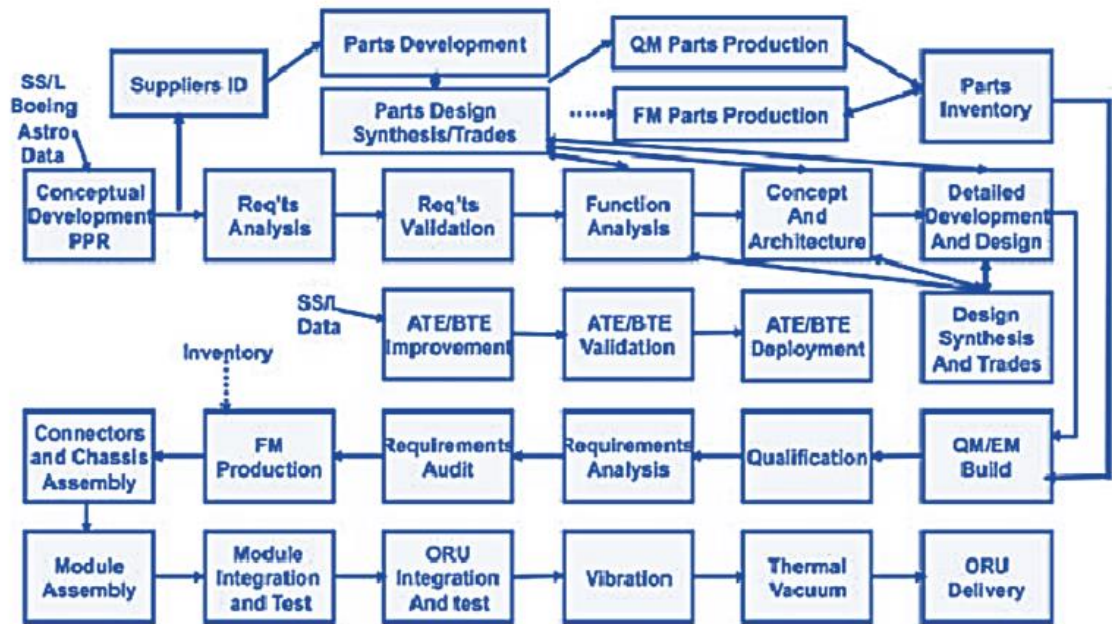 Parts Development
QM Parts Production
Suppliers ID
Parts
Inventory
SS/L
Boeing
Astro
Data
Parts Design
Synthesis/Trades
FM Parts Production
Conceptual
Development
PPR
Req'ts
Analysis
Req'ts
Validation
Function
Analysis
Concept
And
Architecture
Detailed
Development
And Design
SS/L
Data
ATE/BTE
Improvement
ATE/BTE
Validation
ATE/BTE
Deployment
Design
Synthesis
And Trades
Inventory
Connectors
and Chassis
Assembly
FM
Production
Requirements
Audit
Requirements
Analysis
Qualification
QM/EM
Build
Module
Assembly
Module
Integration
and Test
ORU
Integration
And test
Vibration
Thermal
Vacuum
ORU
Delivery